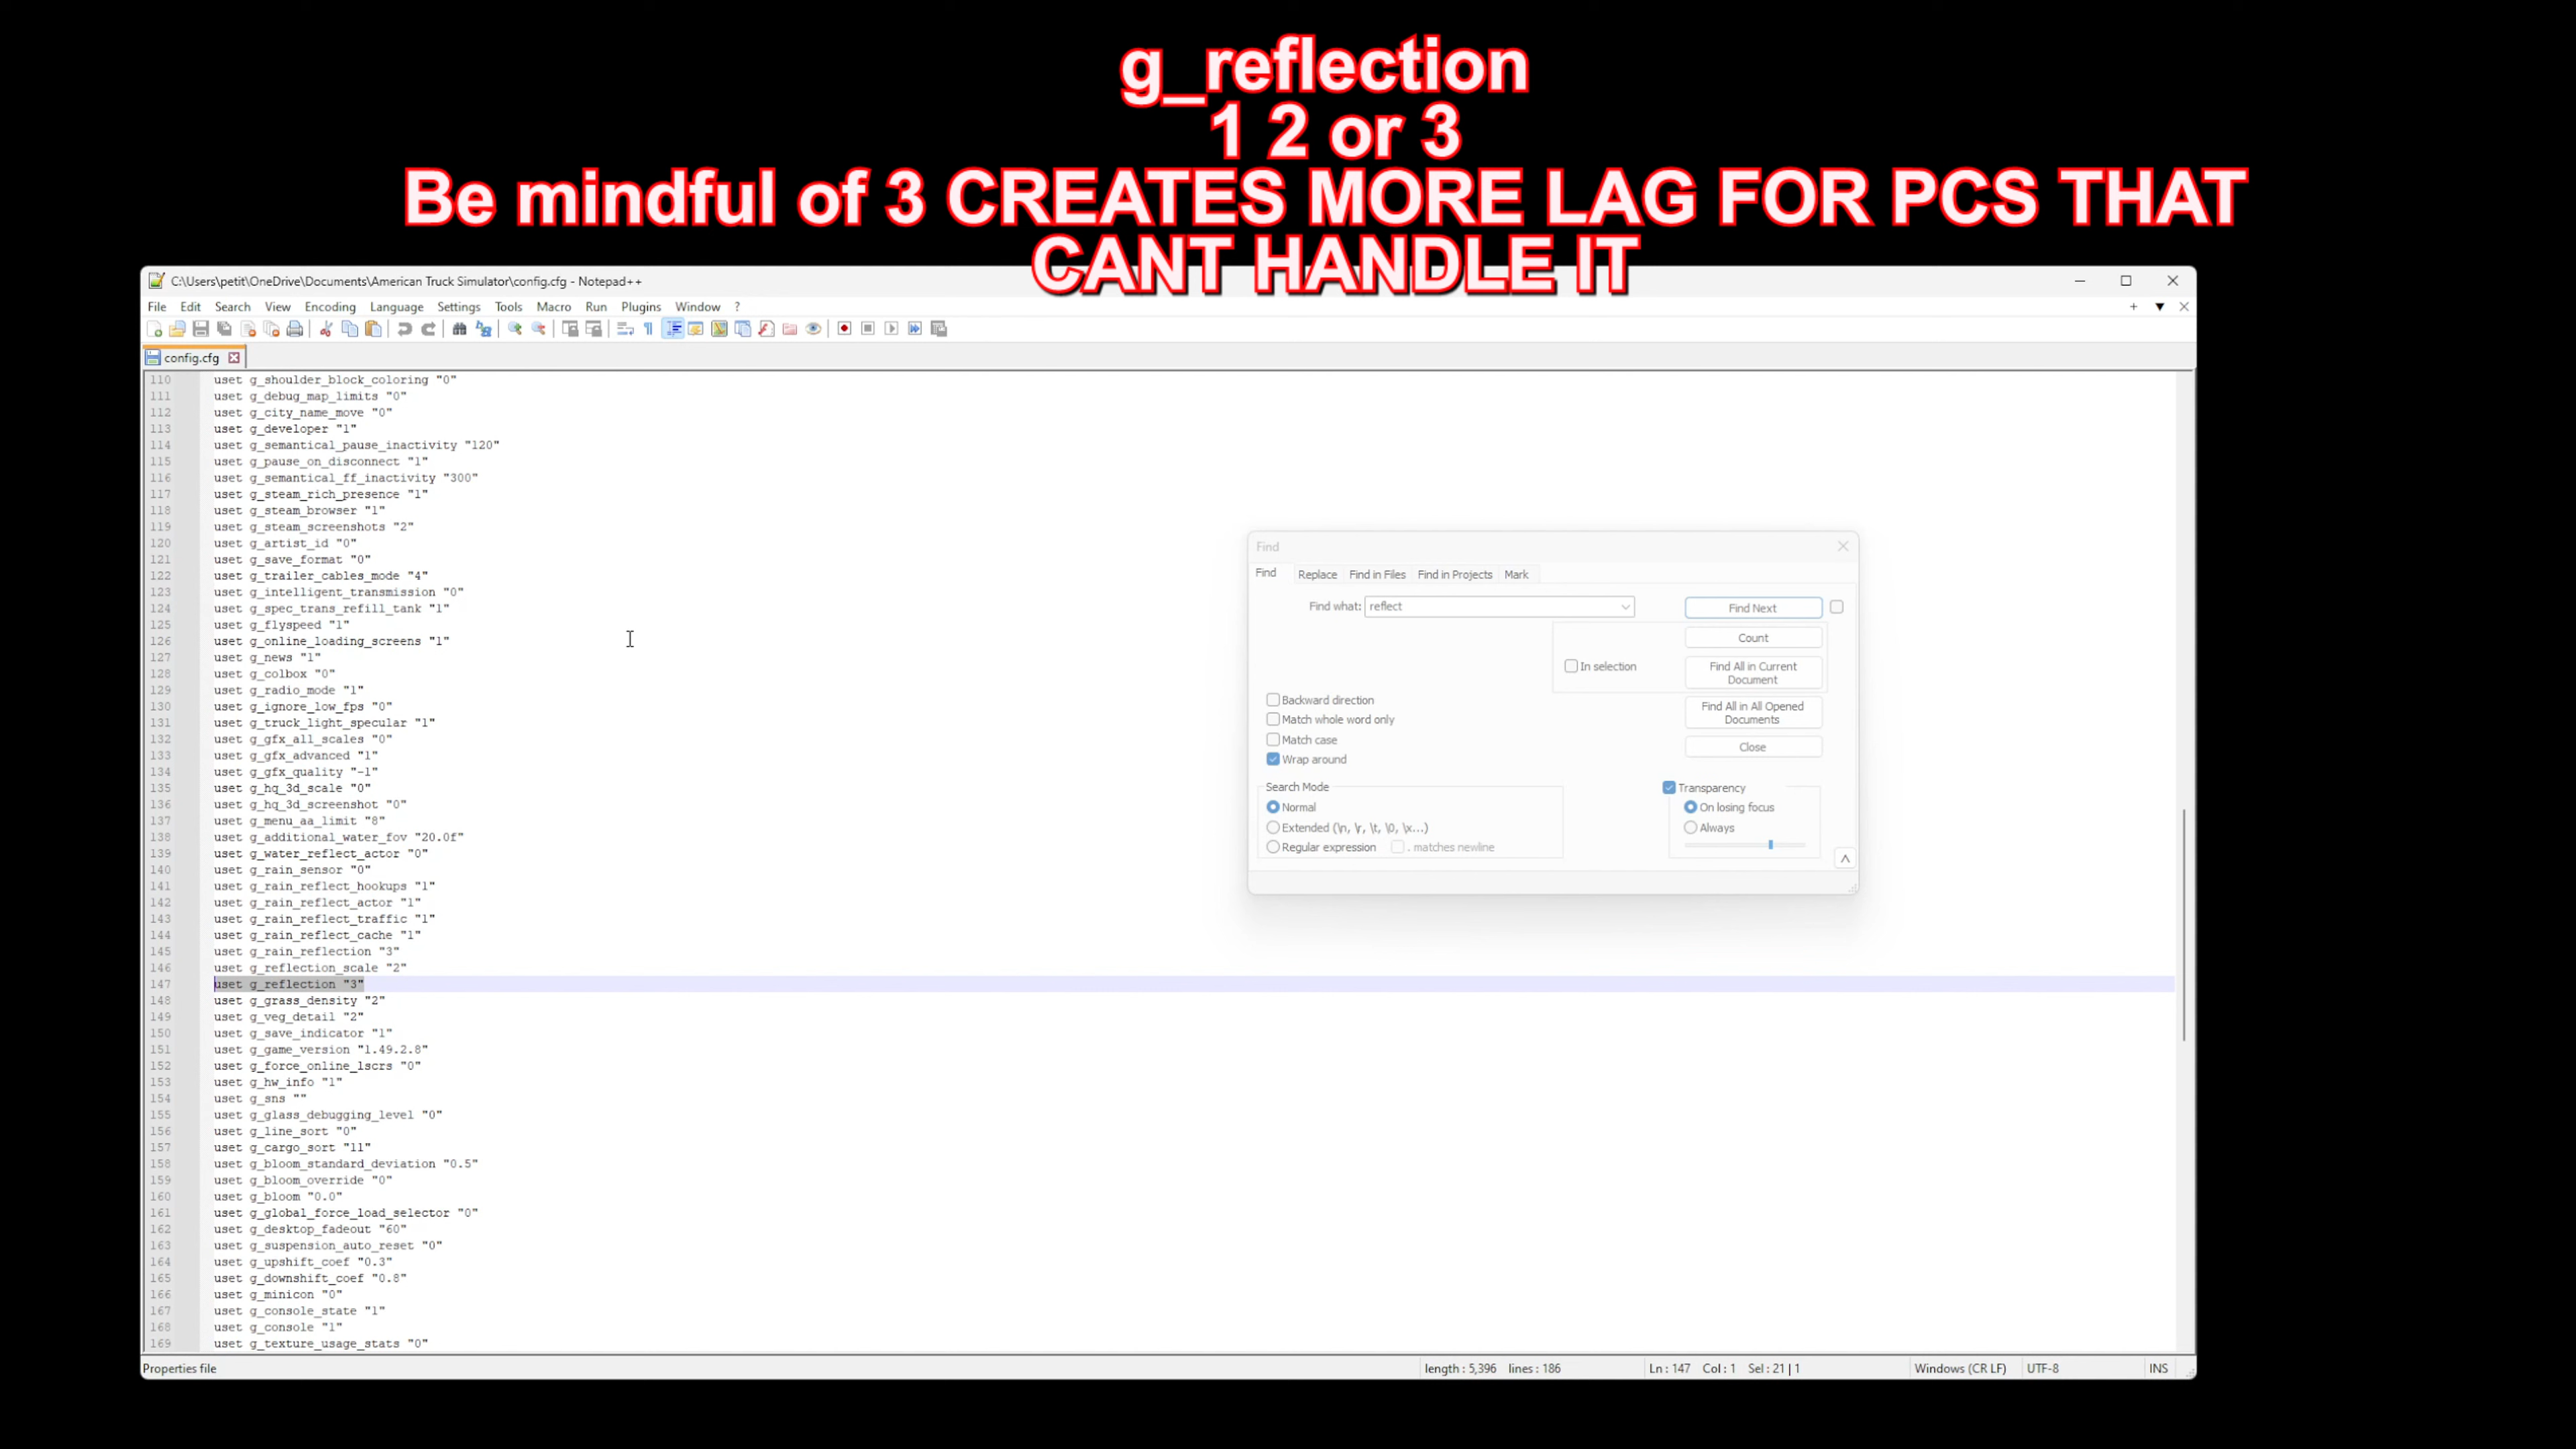 g_reflection
1 2 or 3
Be mindful of 3 CREATES MORE LAG FOR PCS THAT
CANT HANDLE IT
C:\Users\petit\OneDrive\Documents\American Truck Simulator\config.cfg - Notepad++
File Edit Search View Encoding Language Settings Tools Macro Run Plugins Window ?
config.cfg
110 uset g_shoulder_block_coloring "0"
111 uset g_debug_map_limits "0"
112 uset g_city_name_move "0"
113 uset g_developer "1"
114 uset g_semantical_pause_inactivity "120"
115 uset g_pause_on_disconnect "1"
116 uset g_semantical_ff_inactivity "300"
117 uset g_steam_rich_presence "1"
118 uset g_steam_browser "1"
119 uset g_steam_screenshots "2"
120 uset g_artist_id "0"
121 uset g_save_format "0"
122 uset g_trailer_cables_mode "4"
123 uset g_intelligent_transmission "0"
124 uset g_spec_trans_refill_tank "1"
125 uset g_flyspeed "1"
126 uset g_online_loading_screens "1"
127 uset g_news "1"
128 uset g_colbox "0"
129 uset g_radio_mode "1"
130 uset g_ignore_low_fps "0"
131 uset g_truck_light_specular "1"
132 uset g_gfx_all_scales "0"
133 uset g_gfx_advanced "1"
134 uset g_gfx_quality "-1"
135 uset g_hq_3d_scale "0"
136 uset g_hq_3d_screenshot "0"
137 uset g_menu_aa_limit "8"
138 uset g_additional_water_fov "20.0f"
139 uset g_water_reflect_actor "0"
140 uset g_rain_sensor "0"
141 uset g_rain_reflect_hookups "1"
142 uset g_rain_reflect_actor "1"
143 uset g_rain_reflect_traffic "1"
144 uset g_rain_reflect_cache "1"
145 uset g_rain_reflection "3"
146 uset g_reflection_scale "2"
147 uset g_reflection "3"
148 uset g_grass_density "2"
149 uset g_veg_detail "2"
150 uset g_save_indicator "1"
151 uset g_game_version "1.49.2.8"
152 uset g_force_online_lscrs "0"
153 uset g_hw_info "1"
154 uset g_sns ""
155 uset g_glass_debugging_level "0"
156 uset g_line_sort "0"
157 uset g_cargo_sort "11"
158 uset g_bloom_standard_deviation "0.5"
159 uset g_bloom_override "0"
160 uset g_bloom "0.0"
161 uset g_global_force_load_selector "0"
162 uset g_desktop_fadeout "60"
163 uset g_suspension_auto_reset "0"
164 uset g_upshift_coef "0.3"
165 uset g_downshift_coef "0.8"
166 uset g_minicon "0"
167 uset g_console_state "1"
168 uset g_console "1"
169 uset g_texture_usage_stats "0"
Find
Find Replace Find in Files Find in Projects Mark
Find what: reflect
Find Next
Count
In selection
Find All in Current
Document
Find All in All Opened
Documents
Close
Backward direction
Match whole word only
Match case
Wrap around
Search Mode
Normal
Extended (\n, \r, \t, \0, \x...)
Regular expression . matches newline
Transparency
On losing focus
Always
Properties file length : 5,396 lines : 186 Ln : 147 Col : 1 Sel : 21 | 1 Windows (CR LF) UTF-8 INS